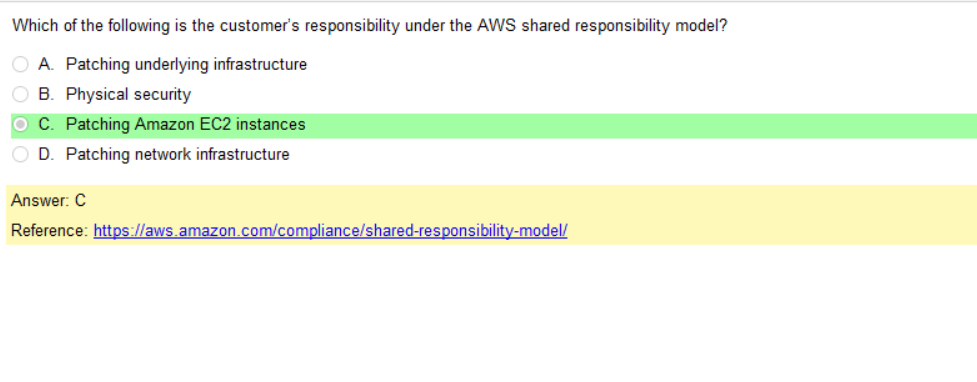 Which of the following is the customer's responsibility under the AWS shared responsibility model?
A. Patching underlying infrastructure
B. Physical security
C. Patching Amazon EC2 instances
D. Patching network infrastructure
Answer: C
Reference: https://aws.amazon.com/compliance/shared-responsibility-model/